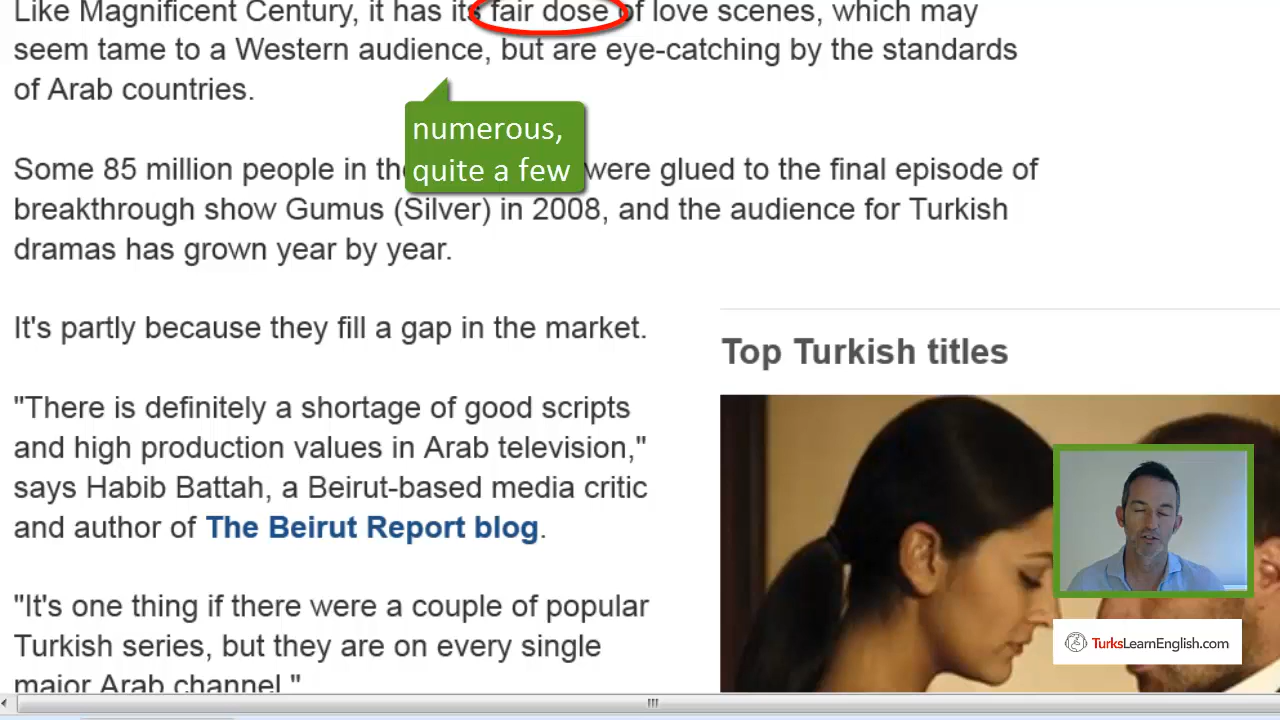 Like Magnificent Century, it has its fair dose of love scenes, which may
seem tame to a Western audience, but are eye-catching by the standards
of Arab countries.
numerous,
quite a few
Some 85 million people in the were glued to the final episode of
breakthrough show Gumus (Silver) in 2008, and the audience for Turkish
dramas has grown year by year.
It's partly because they fill a gap in the market.
"There is definitely a shortage of good scripts
and high production values in Arab television,"
says Habib Battah, a Beirut-based media critic
and author of The Beirut Report blog.
"It's one thing if there were a couple of popular
Turkish series, but they are on every single
major Arab channel."
Top Turkish titles
TurksLearnEnglish.com